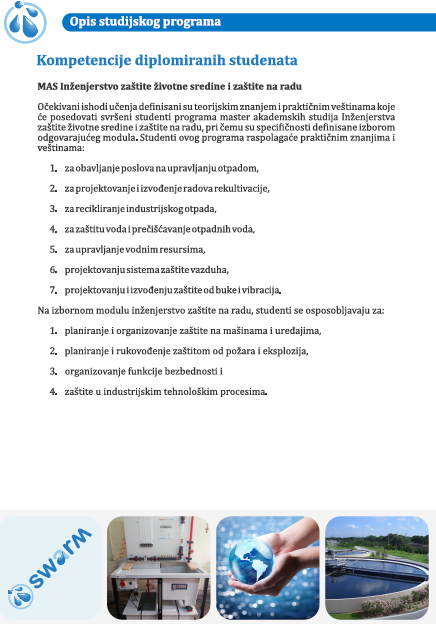 Opis studijskog programa
Kompetencije diplomiranih studenata
MAS Inženjerstvo zaštite životne sredine i zaštite na radu
Očekivani ishodi učenja definisani su teorijskim znanjem i praktičnim veštinama koje
će posedovati svršeni studenti programa master akademskih studija Inženjerstva
zaštite životne sredine i zaštite na radu, pri čemu su specifičnosti definisane izborom
odgovarajućeg modula. Studenti ovog programa raspolagaće praktičnim znanjima i
veštinama:
1. za obavljanje poslova na upravljanju otpadom,
2. za projektovanje i izvođenje radova rekultivacije,
3. za recikliranje industrijskog otpada,
4. za zaštitu voda i prečišćavanje otpadnih voda,
5. za upravljanje vodnim resursima,
6. projektovanju sistema zaštite vazduha,
7. projektovanju i izvođenju zaštite od buke i vibracija.
Na izbornom modulu inženjerstvo zaštite na radu, studenti se osposobljavaju za:
1. planiranje i organizovanje zaštite na mašinama i uređajima,
2. planiranje i rukovođenje zaštitom od požara i eksplozija,
3. organizovanje funkcije bezbednosti i
4. zaštite u industrijskim tehnološkim procesima.
swarm